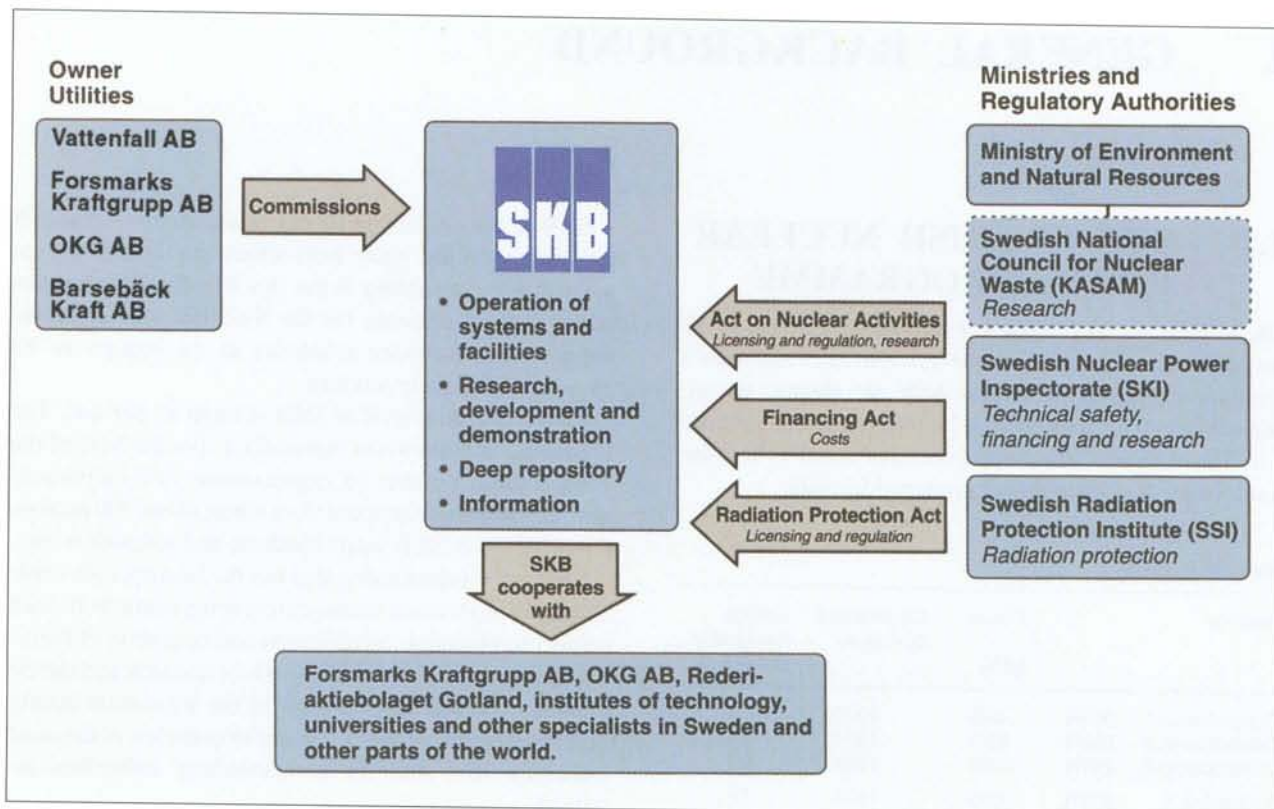 Owner
Utilities
Vattenfall AB
Forsmarks
Kraftgrupp AB
OKG AB
Barsebäck
Kraft AB
Commissions
SKB
• Operation of
systems and
facilities
• Research,
development and
demonstration
• Deep repository
• Information
Act on Nuclear Activities
Licensing and regulation, research
Financing Act
Costs
Radiation Protection Act
Licensing and regulation
Ministries and
Regulatory Authorities
Ministry of Environment
and Natural Resources
Swedish National
Council for Nuclear
Waste (KASAM)
Research
Swedish Nuclear Power
Inspectorate (SKI)
Technical safety,
financing and research
Swedish Radiation
Protection Institute (SSI)
Radiation protection
SKB
cooperates
with
Forsmarks Kraftgrupp AB, OKG AB, Rederi-
aktiebolaget Gotland, institutes of technology,
universities and other specialists in Sweden and
other parts of the world.